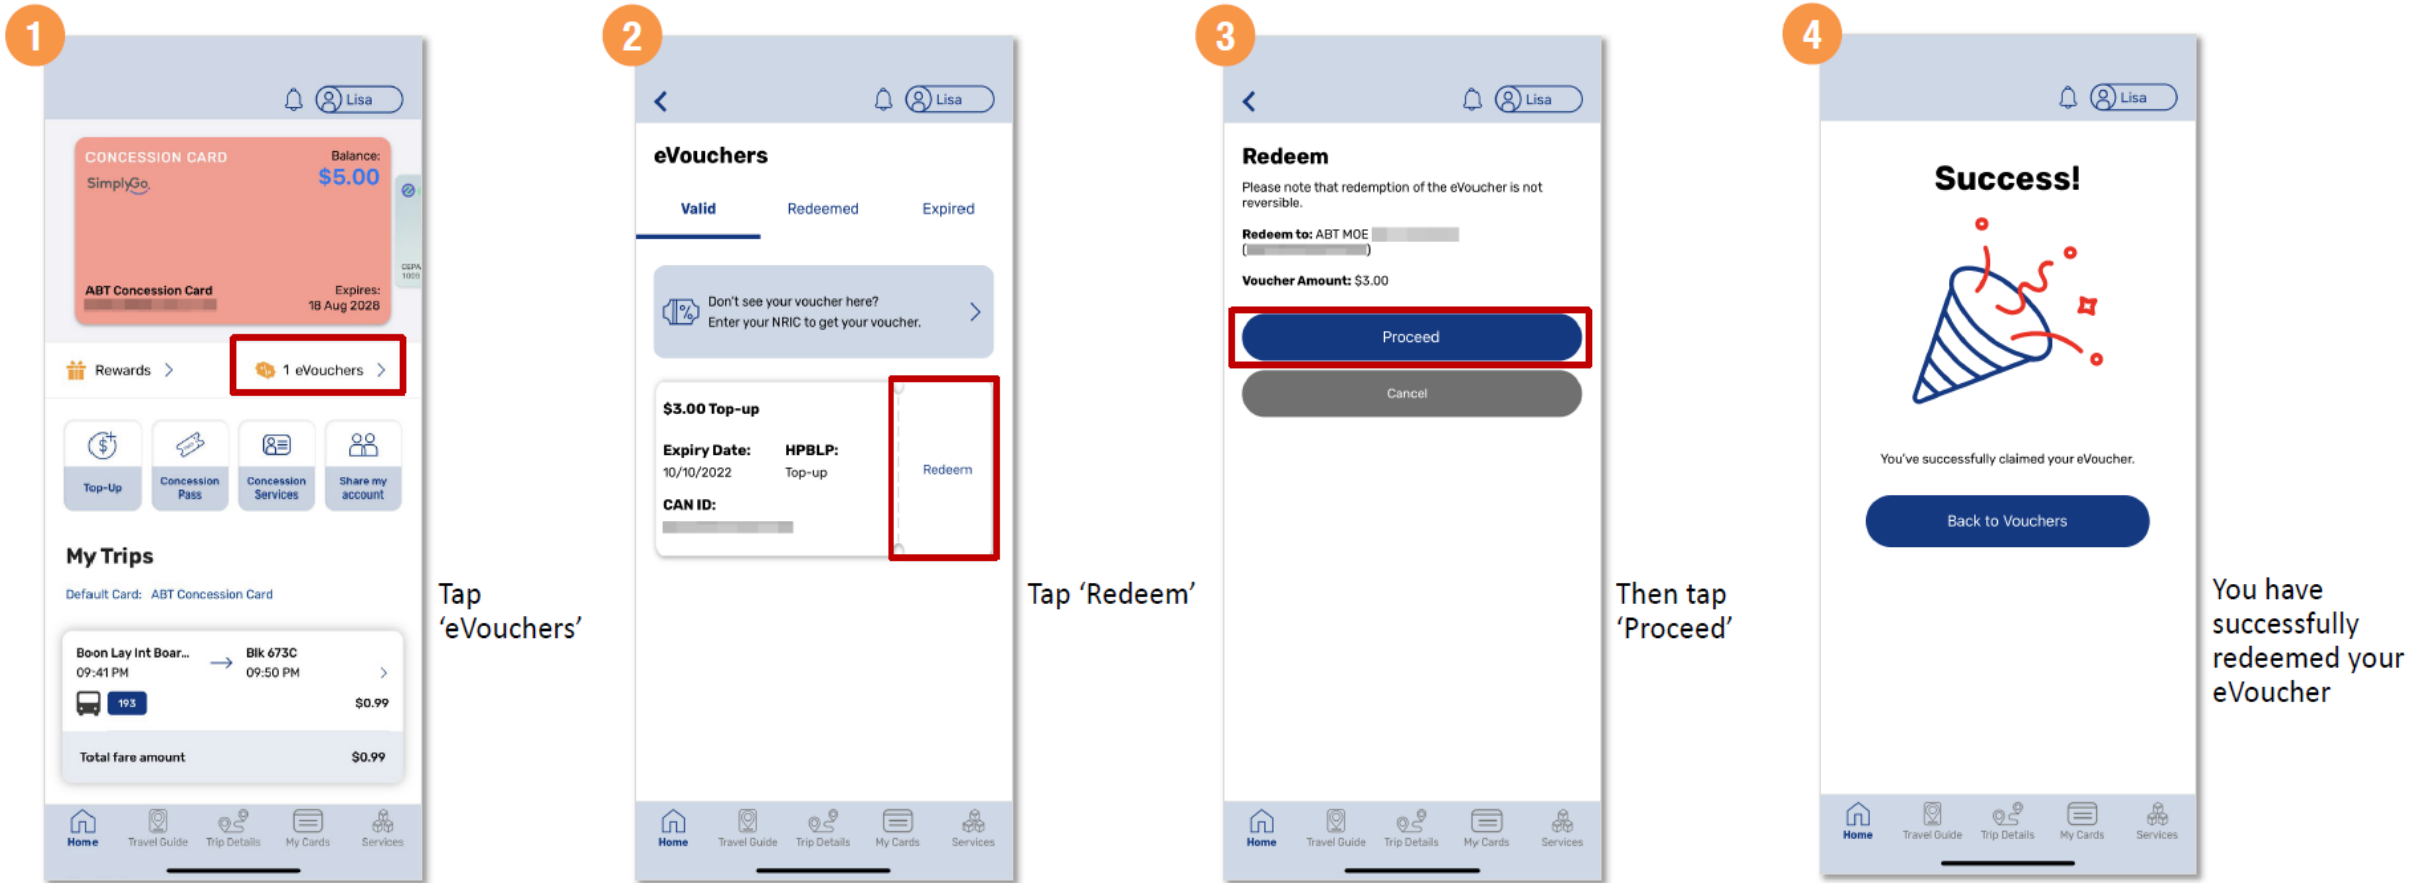 1
Lisa
CONCESSION CARD
Balance:
SimplyGo
$5.00
ABT Concession Card
Expires:
18 Aug 2028
Rewards
1 eVouchers
Top-Up
Concession
Pass
Concession
Services
Share my
account
My Trips
Default Card: ABT Concession Card
Boon Lay Int Boar...
Blk 673C
09:41 PM
09:50 PM
193
$0.99
Total fare amount
$0.99
Home
Travel Guide
Trip Details
My Cards
Services
Tap
‘eVouchers’
2
Lisa
eVouchers
Valid
Redeemed
Expired
Don't see your voucher here?
Enter your NRIC to get your voucher.
$3.00 Top-up
Expiry Date:
HPBLP:
10/10/2022
Top-up
CAN ID:
Redeem
Home
Travel Guide
Trip Details
My Cards
Services
Tap ‘Redeem’
3
Lisa
Redeem
Please note that redemption of the eVoucher is not
reversible.
Redeem to: ABT MOE
( )
Voucher Amount: $3.00
Proceed
Cancel
Home
Travel Guide
Trip Details
My Cards
Services
Then tap
‘Proceed’
4
Lisa
Success!
You've successfully claimed your eVoucher.
Back to Vouchers
Home
Travel Guide
Trip Details
My Cards
Services
You have
successfully
redeemed your
eVoucher